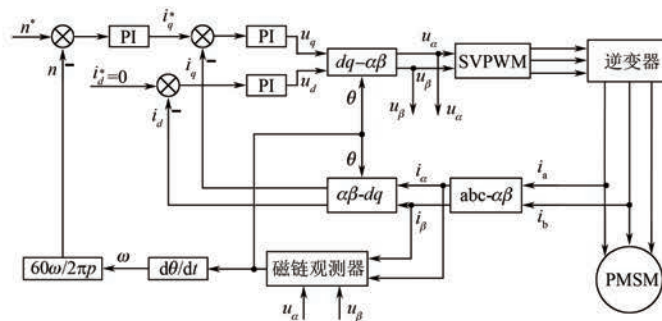 n* PI i*q PI uq uα
n i*d=0 iq dq-αβ SVPWM 逆变器
PI ud uβ uβ uα
id θ
θ iα ia
αβ-dq abc-αβ
iβ ib
60ω/2πp ω dθ/dt 磁链观测器 PMSM
uα uβ